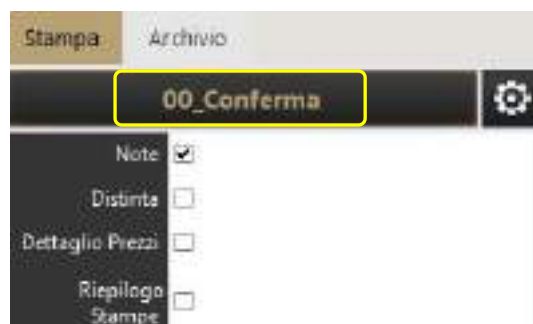 Stampa Archivio
00_Conferma
Note
Distinta
Dettaglio Prezzi
Riepilogo
Stampe